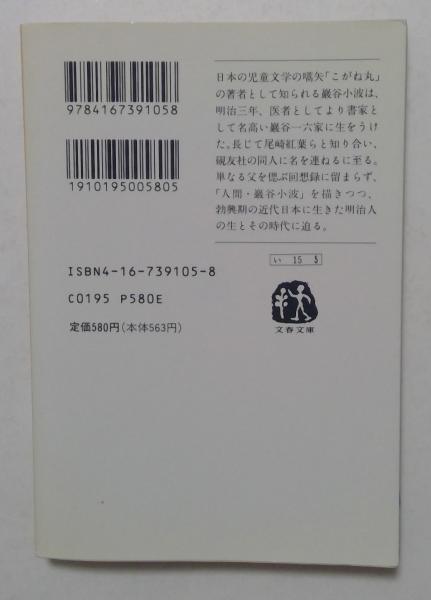 9784167391058
1910195005805
ISBN4-16-739105-8
C0195 P580E
定価580円(本体563円)
日本の児童文学の嚆矢「こがね丸」
の著者として知られる巖谷小波は、
明治三年、医者としてより書家とし
て名高い巖谷一六家に生をうけ
た。長じて尾崎紅葉らと知り合い、
硯友社の同人に名を連ねるに至る。
単なる父を偲ぶ回想録に留まらず、
「人間・巖谷小波」を描きつつ、
勃興期の近代日本に生きた明治人
の生とその時代に迫る。
い 15 5
文春文庫